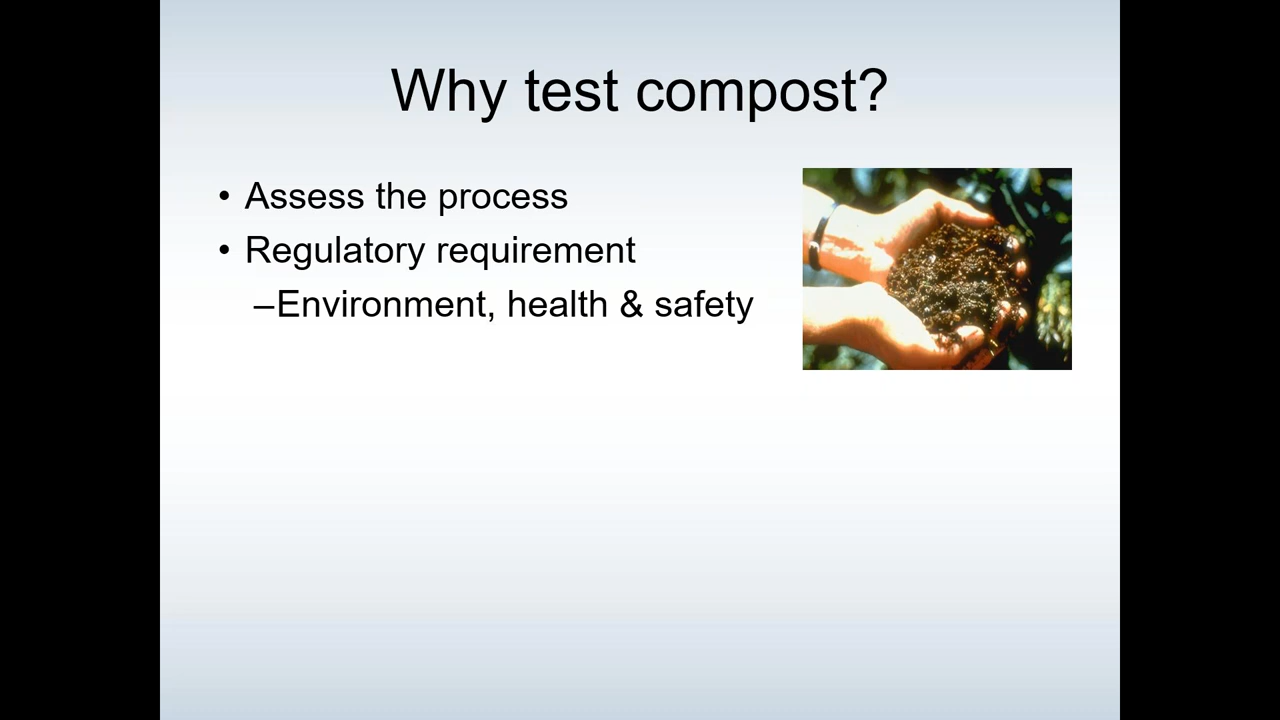 Why test compost?
• Assess the process
• Regulatory requirement
–Environment, health & safety